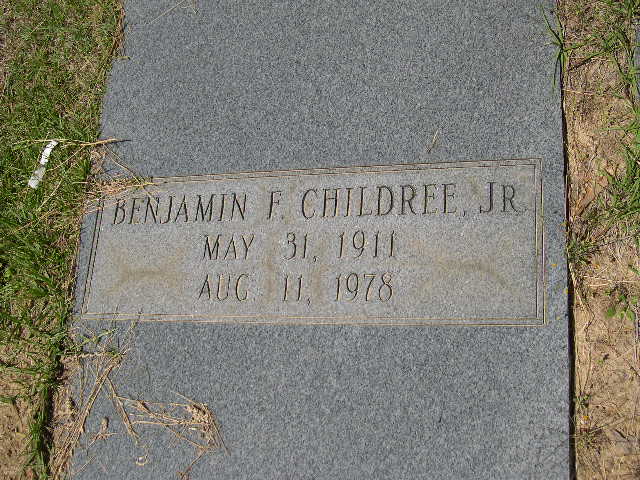 BENJAMIN F. CHILDREE, JR.
MAY 31, 1911
AUG. 11, 1978